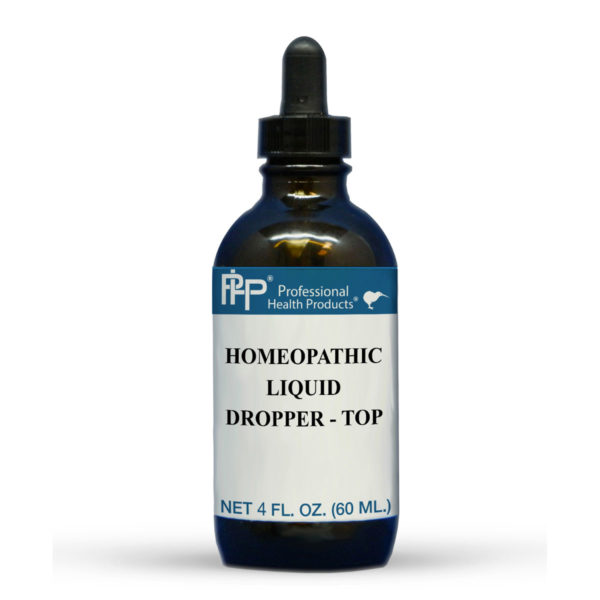 PHP® Professional
Health Products®
HOMEOPATHIC
LIQUID
DROPPER - TOP
NET 4 FL. OZ. (60 ML.)